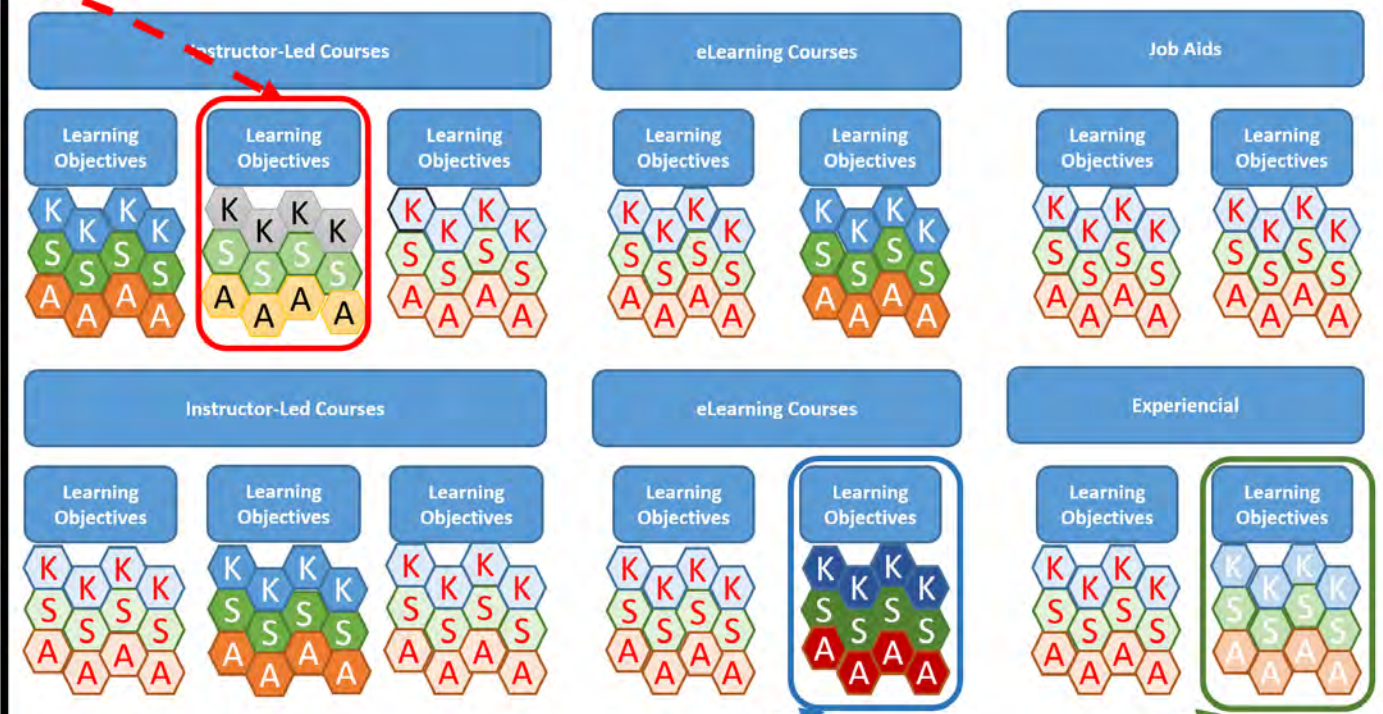 Instructor-Led Courses
Learning
Objectives
K K K K
S S S S
A A A A
Learning
Objectives
K K K K
S S S S
A A A A
Learning
Objectives
K K K K
S S S S
A A A A
eLearning Courses
Learning
Objectives
K K K K
S S S S
A A A A
Learning
Objectives
K K K K
S S S S
A A A A
Job Aids
Learning
Objectives
K K K K
S S S S
A A A A
Learning
Objectives
K K K K
S S S S
A A A A
Instructor-Led Courses
Learning
Objectives
K K K K
S S S S
A A A A
Learning
Objectives
K K K K
S S S S
A A A A
Learning
Objectives
K K K K
S S S S
A A A A
eLearning Courses
Learning
Objectives
K K K K
S S S S
A A A A
Learning
Objectives
K K K K
S S S S
A A A A
Experiencial
Learning
Objectives
K K K K
S S S S
A A A A
Learning
Objectives
K K K K
S S S S
A A A A